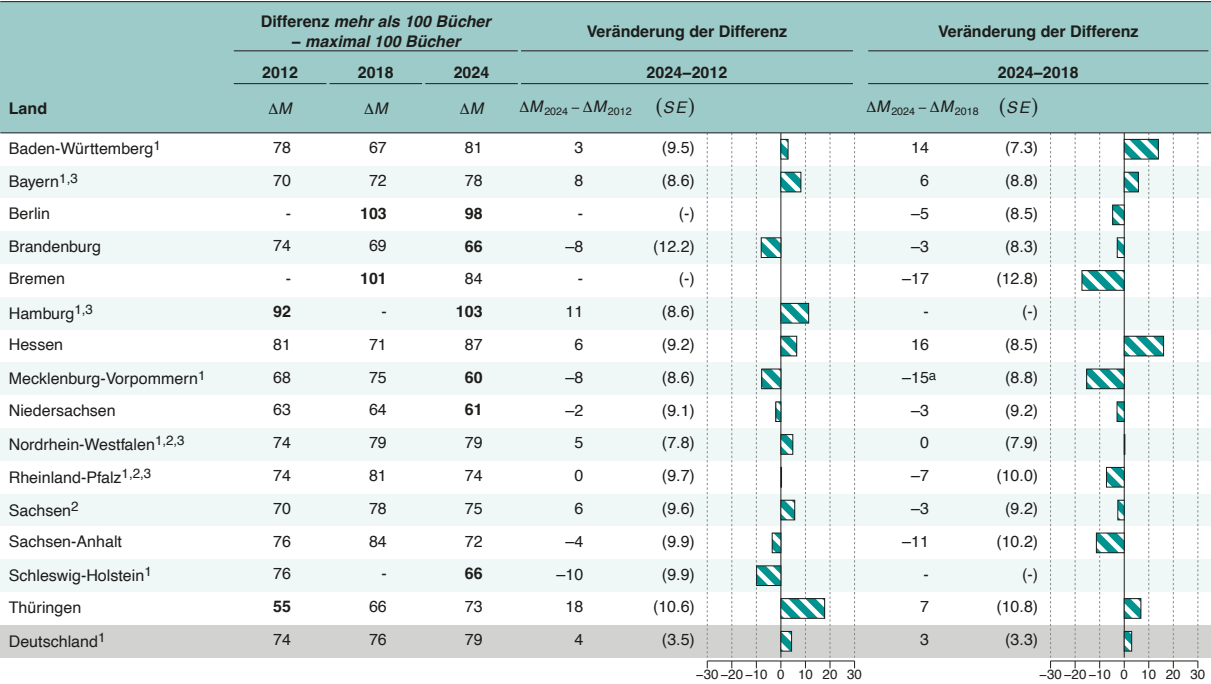 Differenz mehr als 100 Bücher – maximal 100 Bücher Veränderung der Differenz Veränderung der Differenz
2012 2018 2024 2024–2012 2024–2018
Land ΔM ΔM ΔM ΔM2024 – ΔM2012 (SE) ΔM2024 – ΔM2018 (SE)
Baden-Württemberg1 78 67 81 3 (9.5) 14 (7.3)
Bayern1,3 70 72 78 8 (8.6) 6 (8.8)
Berlin - 103 98 - (-) –5 (8.5)
Brandenburg 74 69 66 –8 (12.2) –3 (8.3)
Bremen - 101 84 - (-) –17 (12.8)
Hamburg1,3 92 - 103 11 (8.6) - (-)
Hessen 81 71 87 6 (9.2) 16 (8.5)
Mecklenburg-Vorpommern1 68 75 60 –8 (8.6) –15a (8.8)
Niedersachsen 63 64 61 –2 (9.1) –3 (9.2)
Nordrhein-Westfalen1,2,3 74 79 79 5 (7.8) 0 (7.9)
Rheinland-Pfalz1,2,3 74 81 74 0 (9.7) –7 (10.0)
Sachsen2 70 78 75 6 (9.6) –3 (9.2)
Sachsen-Anhalt 76 84 72 –4 (9.9) –11 (10.2)
Schleswig-Holstein1 76 - 66 –10 (9.9) - (-)
Thüringen 55 66 73 18 (10.6) 7 (10.8)
Deutschland1 74 76 79 4 (3.5) 3 (3.3)
–30 –20 –10 0 10 20 30 –30 –20 –10 0 10 20 30